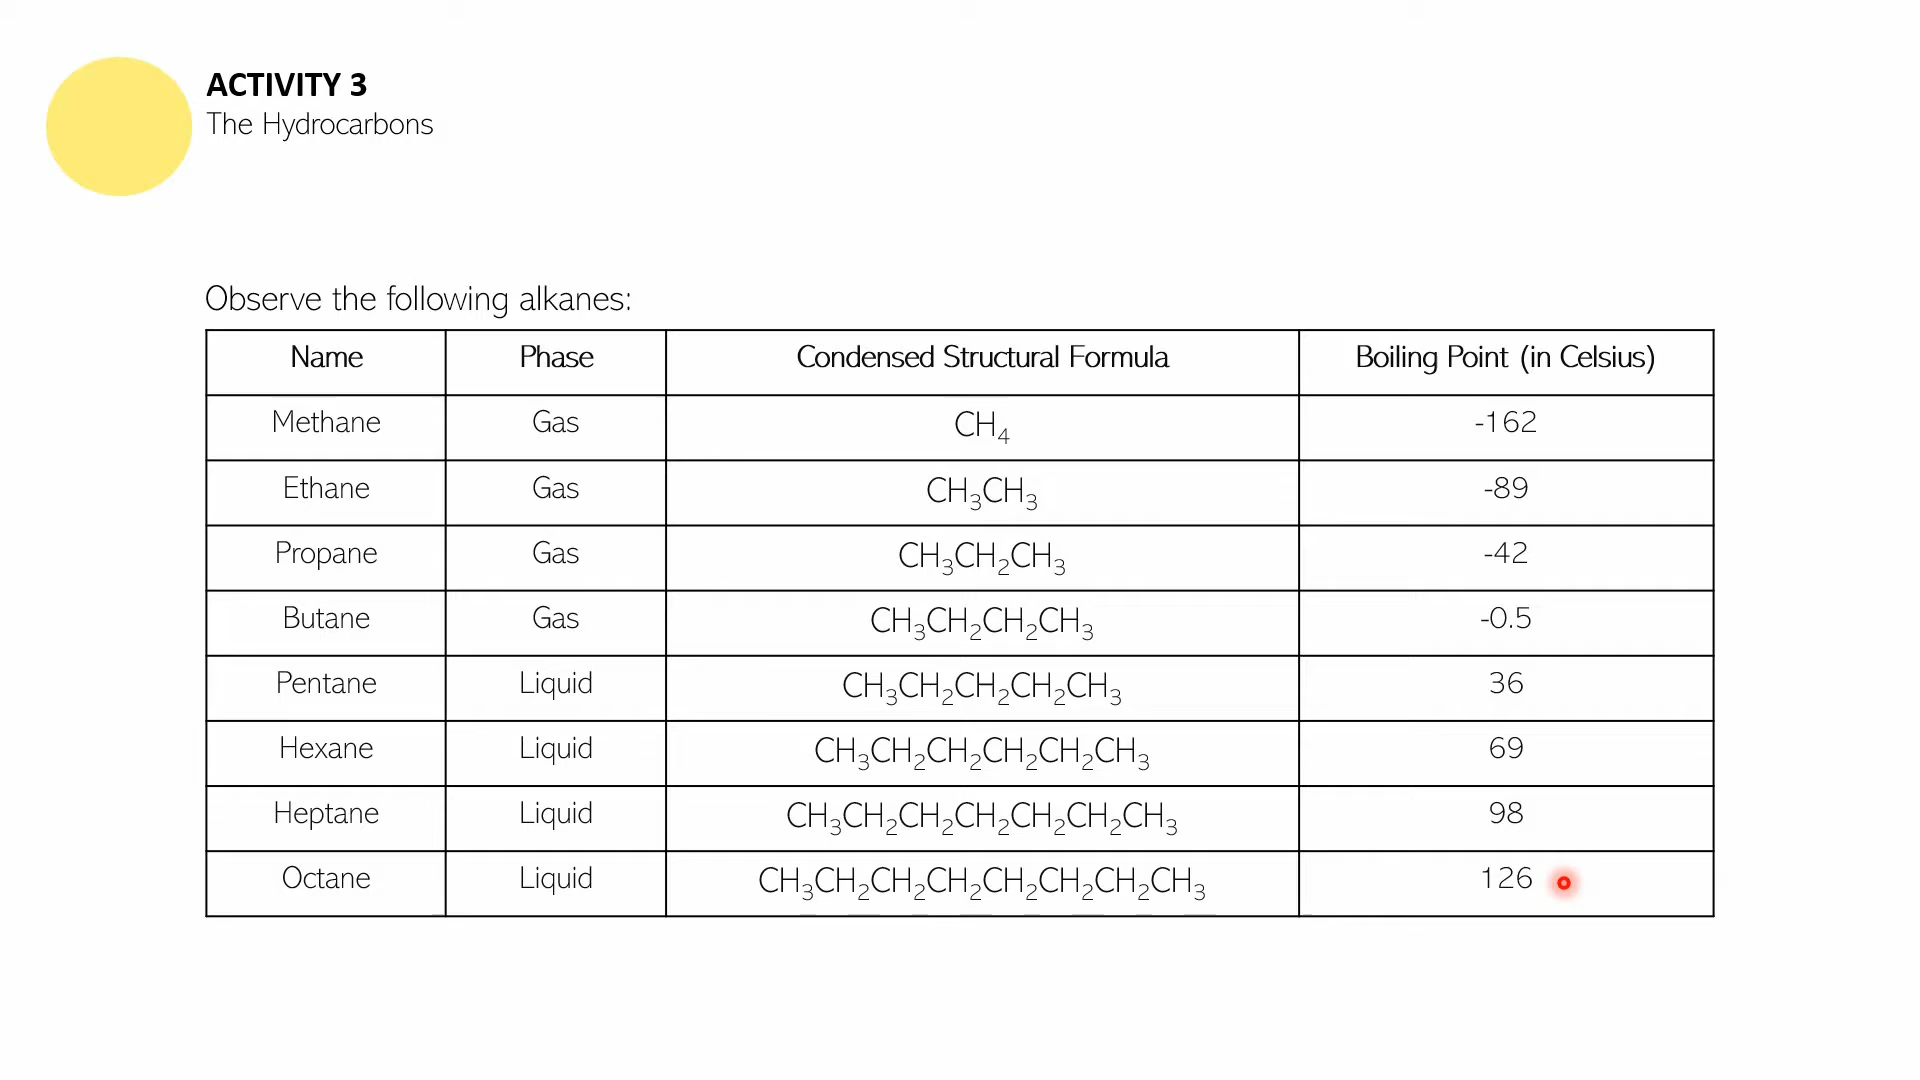 ACTIVITY 3
The Hydrocarbons
Observe the following alkanes:
Name Phase Condensed Structural Formula Boiling Point (in Celsius)
Methane Gas CH₄ -162
Ethane Gas CH₃CH₃ -89
Propane Gas CH₃CH₂CH₃ -42
Butane Gas CH₃CH₂CH₂CH₃ -0.5
Pentane Liquid CH₃CH₂CH₂CH₂CH₃ 36
Hexane Liquid CH₃CH₂CH₂CH₂CH₂CH₃ 69
Heptane Liquid CH₃CH₂CH₂CH₂CH₂CH₂CH₃ 98
Octane Liquid CH₃CH₂CH₂CH₂CH₂CH₂CH₂CH₃ 126